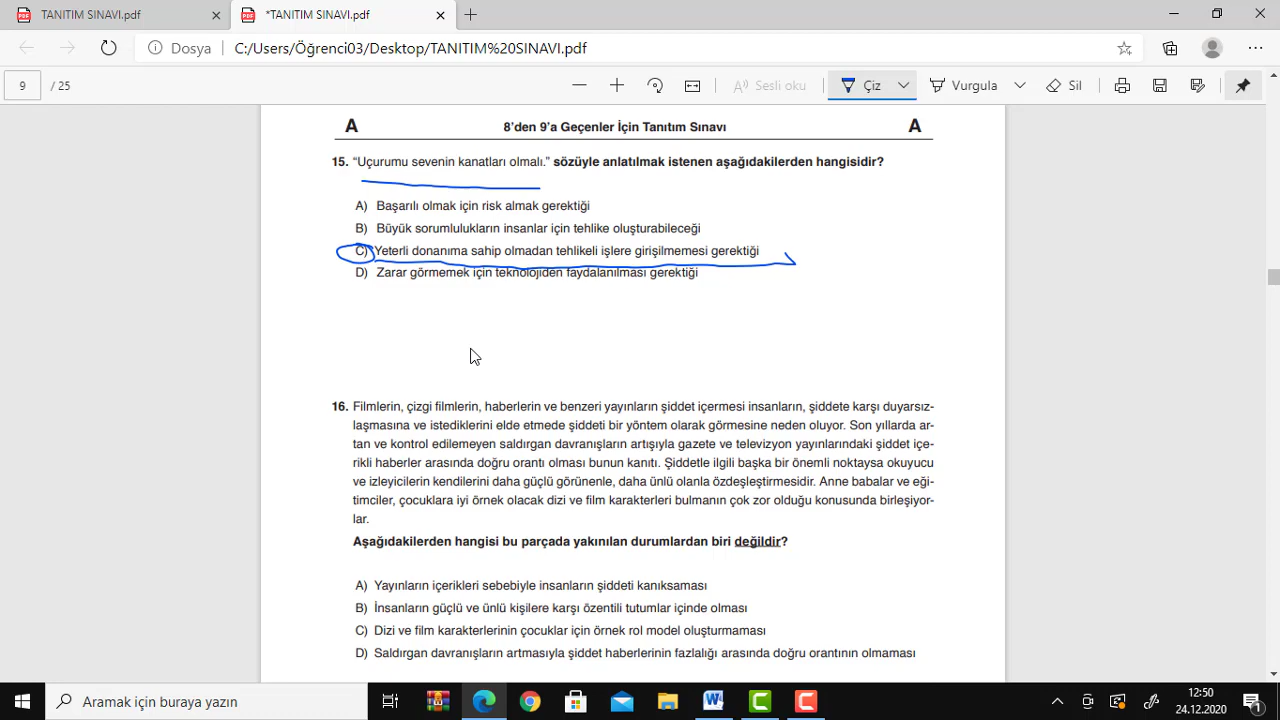 TANITIM SINAVI.pdf
*TANITIM SINAVI.pdf
Dosya
C:/Users/Öğrenci03/Desktop/TANITIM%20SINAVI.pdf
9 / 25
Sesli oku
Çiz
Vurgula
Sil
A 8'den 9'a Geçenler İçin Tanıtım Sınavı A
15. “Uçurumu sevenin kanatları olmalı.” sözüyle anlatılmak istenen aşağıdakilerden hangisidir?
A) Başarılı olmak için risk almak gerektiği
B) Büyük sorumlulukların insanlar için tehlike oluşturabileceği
C) Yeterli donanıma sahip olmadan tehlikeli işlere girişilmemesi gerektiği
D) Zarar görmemek için teknolojiden faydalanılması gerektiği
16. Filmlerin, çizgi filmlerin, haberlerin ve benzeri yayınların şiddet içermesi insanların, şiddete karşı duyarsız-
laşmasına ve istediklerini elde etmede şiddeti bir yöntem olarak görmesine neden oluyor. Son yıllarda ar-
tan ve kontrol edilemeyen saldırgan davranışların artışıyla gazete ve televizyon yayınlarındaki şiddet içe-
rikli haberler arasında doğru orantı olması bunun kanıtı. Şiddetle ilgili başka bir önemli noktaysa okuyucu
ve izleyicilerin kendilerini daha güçlü görünenle, daha ünlü olanla özdeşleştirmesidir. Anne babalar ve eği-
timciler, çocuklara iyi örnek olacak dizi ve film karakterleri bulmanın çok zor olduğu konusunda birleşiyor-
lar.
Aşağıdakilerden hangisi bu parçada yakınılan durumlardan biri değildir?
A) Yayınların içerikleri sebebiyle insanların şiddeti kanıksaması
B) İnsanların güçlü ve ünlü kişilere karşı özentili tutumlar içinde olması
C) Dizi ve film karakterlerinin çocuklar için örnek rol model oluşturmaması
D) Saldırgan davranışların artmasıyla şiddet haberlerinin fazlalığı arasında doğru orantının olmaması
Aramak için buraya yazın
12:50
24.12.2020
1